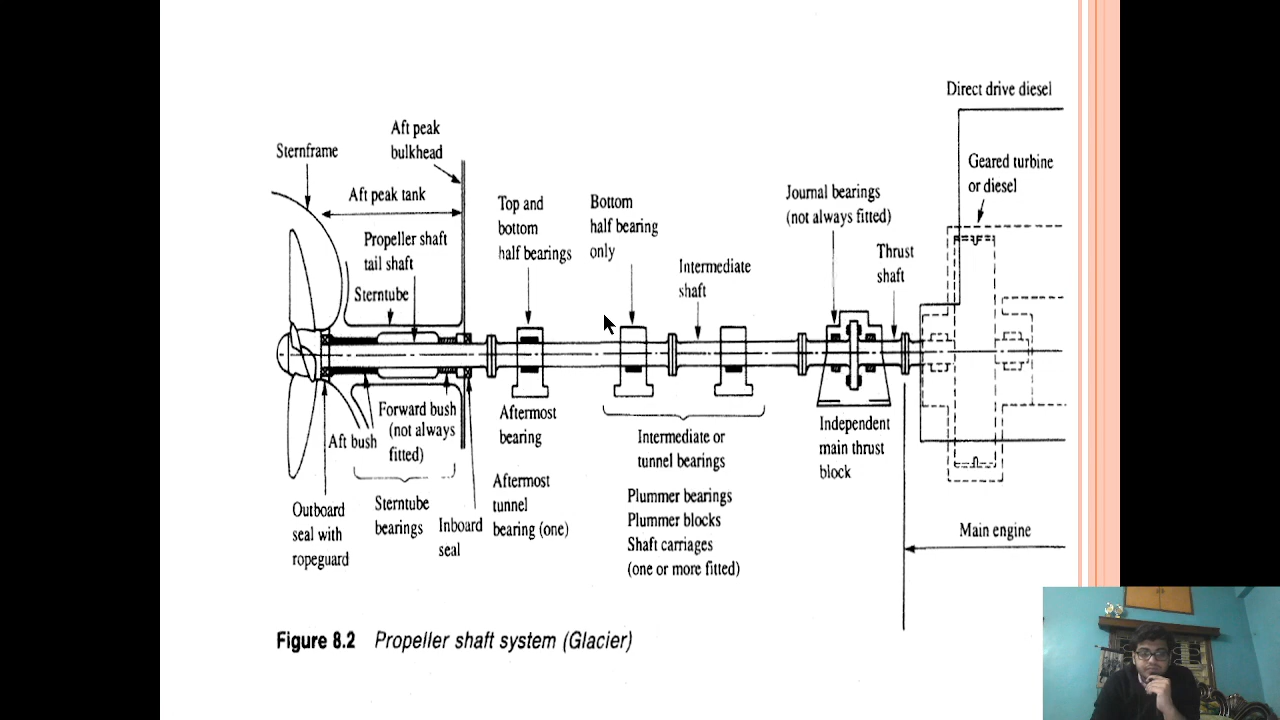 Direct drive diesel
Aft peak
bulkhead
Sternframe
Geared turbine
or diesel
Aft peak tank
Journal bearings
(not always fitted)
Top and
bottom
half bearings
Bottom
half bearing
only
Propeller shaft
tail shaft
Thrust
shaft
Intermediate
shaft
Sterntube
Forward bush
(not always
fitted)
Aft bush
Aftermost
bearing
Independent
main thrust
block
Intermediate or
tunnel bearings
Aftermost
tunnel
bearing (one)
Sterntube
bearings
Inboard
seal
Outboard
seal with
ropeguard
Plummer bearings
Plummer blocks
Shaft carriages
(one or more fitted)
Main engine
Figure 8.2 Propeller shaft system (Glacier)